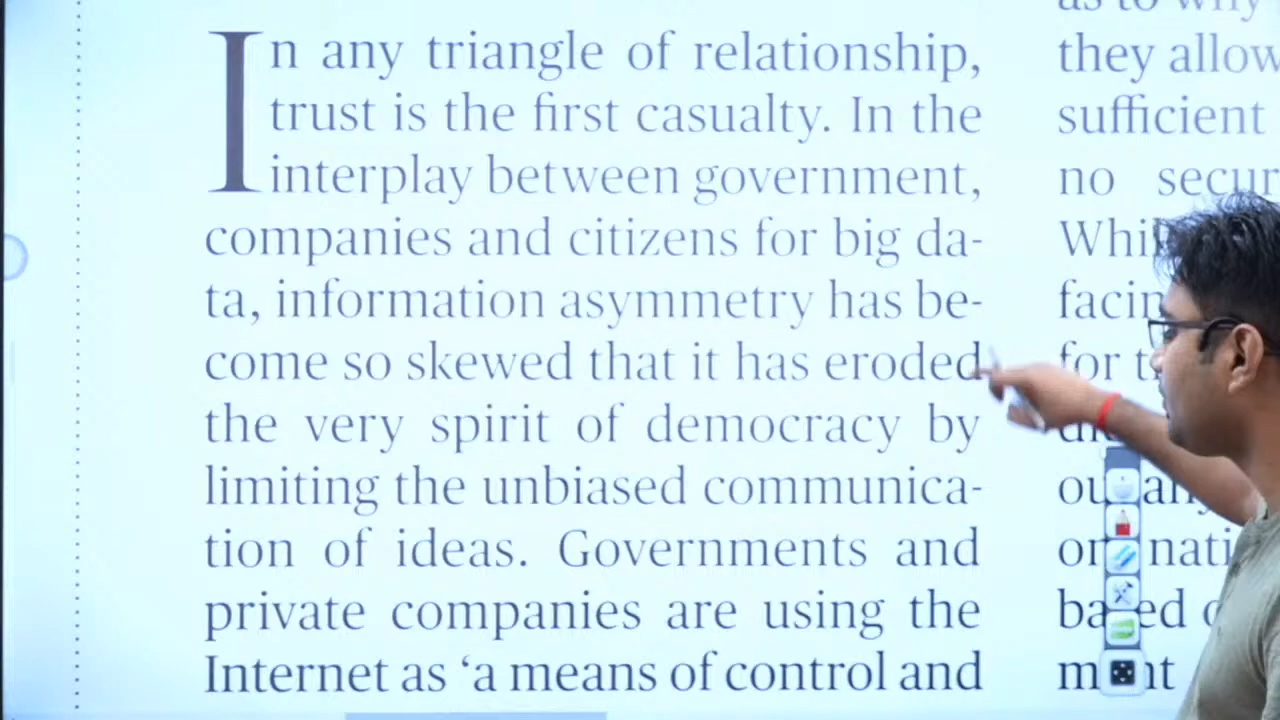 In any triangle of relationship,
trust is the first casualty. In the
interplay between government,
companies and citizens for big da-
ta, information asymmetry has be-
come so skewed that it has eroded
the very spirit of democracy by
limiting the unbiased communica-
tion of ideas. Governments and
private companies are using the
Internet as ‘a means of control and
as to why
they allow
sufficient
no
for